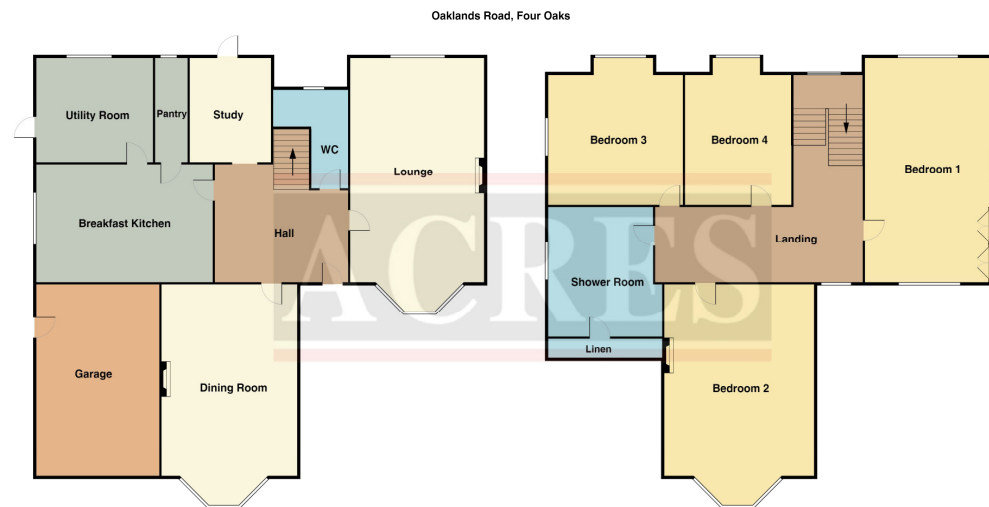 Oaklands Road, Four Oaks
Utility Room
Pantry
Study
WC
Lounge
Breakfast Kitchen
Hall
Garage
Dining Room
Bedroom 3
Bedroom 4
Bedroom 1
Landing
Shower Room
Linen
Bedroom 2
ACRES